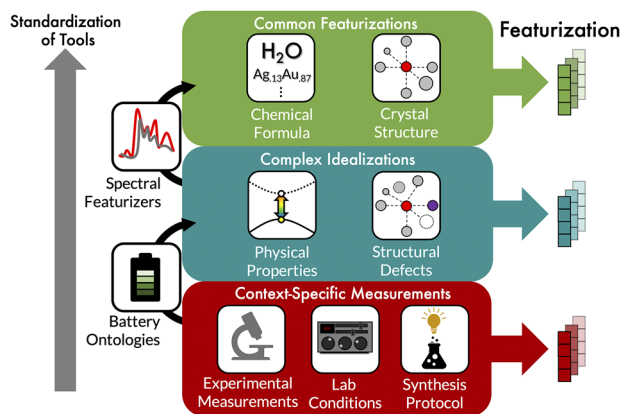 Standardization
of Tools
Common Featurizations
Featurization
H2O
Ag.13Au.87
Chemical
Formula
Crystal
Structure
Spectral
Featurizers
Complex Idealizations
Physical
Properties
Structural
Defects
Battery
Ontologies
Context-Specific Measurements
Experimental
Measurements
Lab
Conditions
Synthesis
Protocol